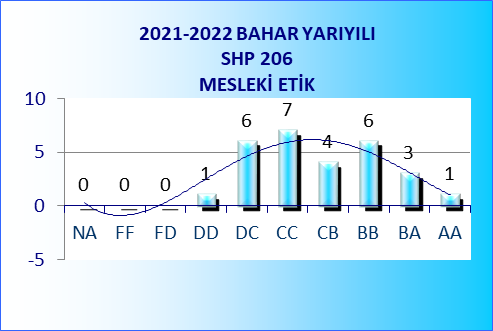 2021-2022 BAHAR YARIYILI
SHP 206
MESLEKİ ETİK
10
5
0
-5
0 0 0 1 6 7 4 6 3 1
NA FF FD DD DC CC CB BB BA AA